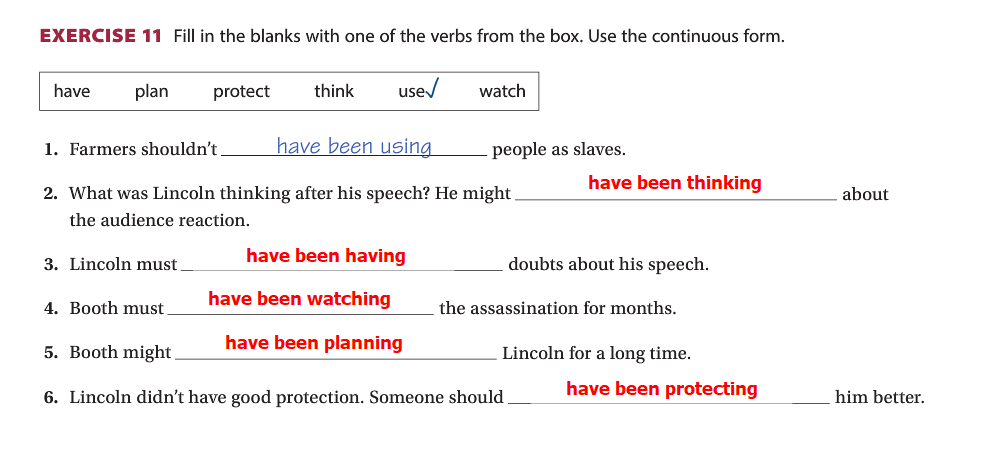 EXERCISE 11 Fill in the blanks with one of the verbs from the box. Use the continuous form.
have plan protect think use✓ watch
1. Farmers shouldn't have been using people as slaves.
2. What was Lincoln thinking after his speech? He might have been thinking about
the audience reaction.
3. Lincoln must have been having doubts about his speech.
4. Booth must have been watching the assassination for months.
5. Booth might have been planning Lincoln for a long time.
6. Lincoln didn't have good protection. Someone should have been protecting him better.